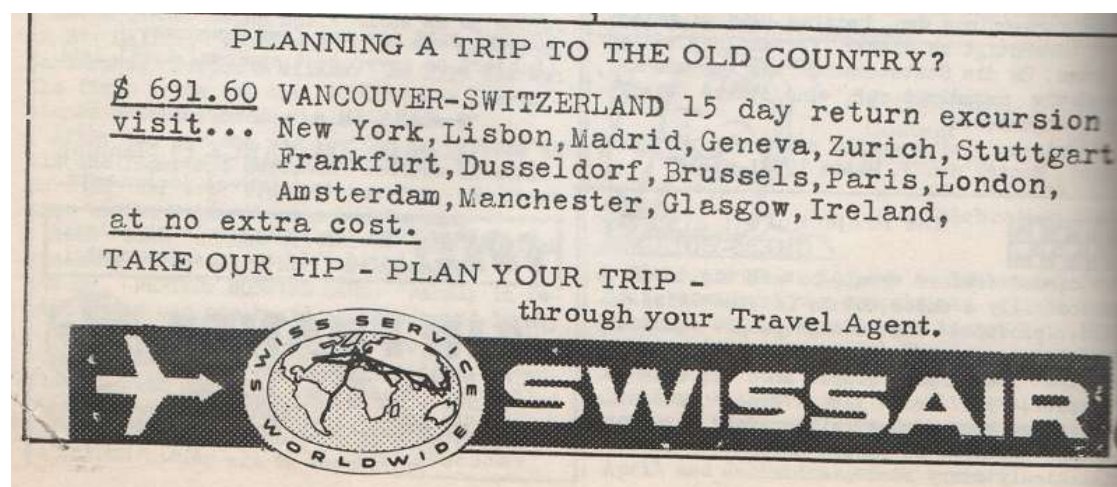 PLANNING A TRIP TO THE OLD COUNTRY?
$ 691.60 VANCOUVER-SWITZERLAND 15 day return excursion
visit... New York,Lisbon,Madrid,Geneva,Zurich,Stuttgart
Frankfurt,Dusseldorf,Brussels,Paris,London,
Amsterdam,Manchester,Glasgow,Ireland,
at no extra cost.
TAKE OUR TIP - PLAN YOUR TRIP -
through your Travel Agent.
SWISS SERVICE
WORLDWIDE
SWISSAIR